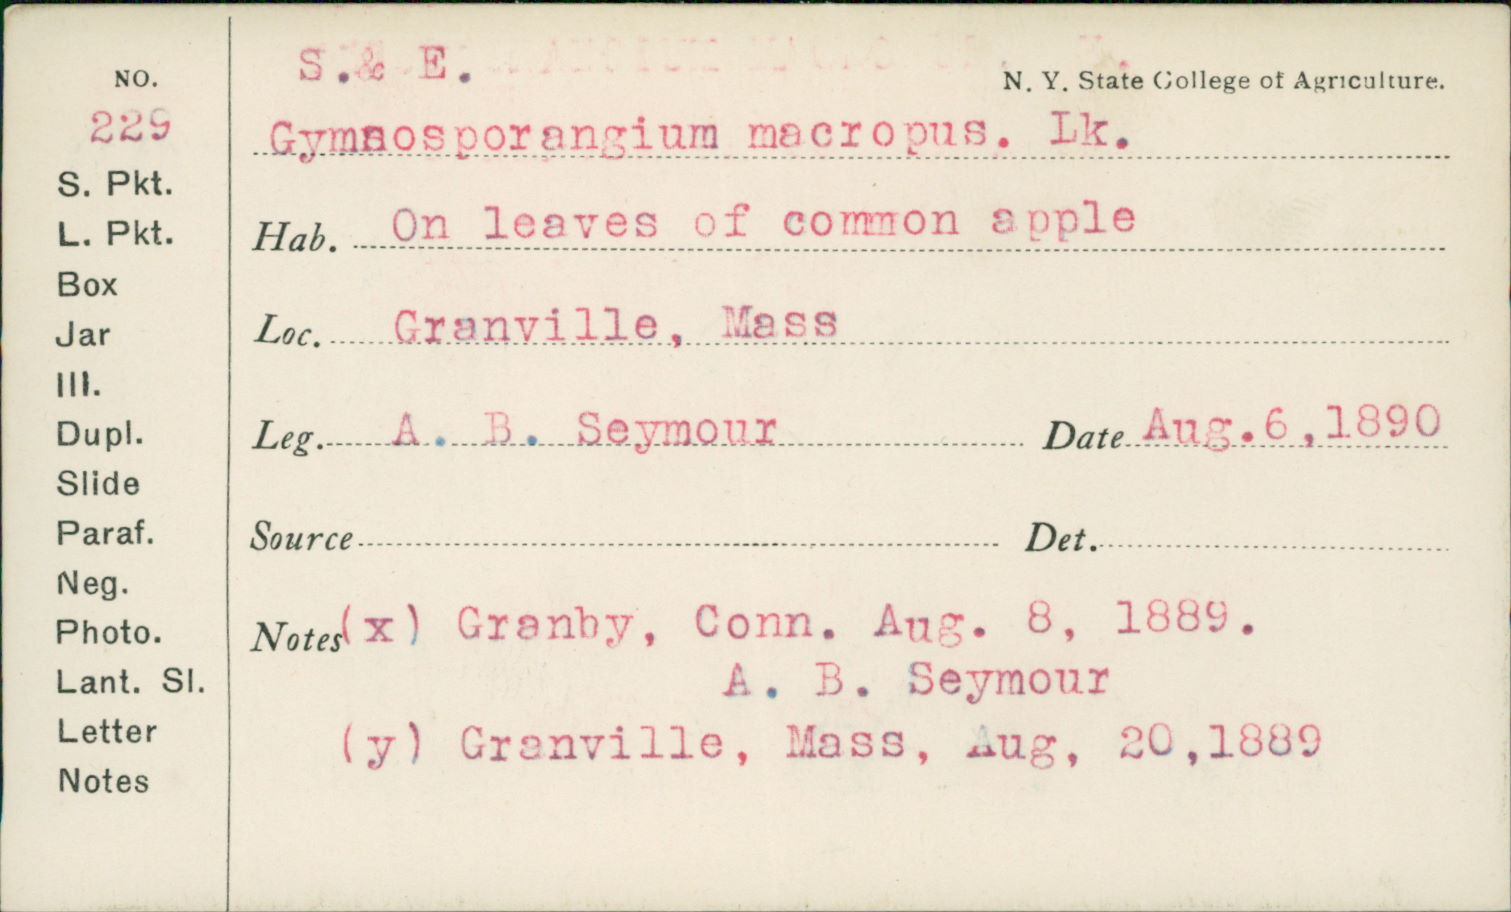 S.& E.
NO.
N. Y. State College of Agriculture.
229
Gymnosporangium macropus. Lk.
S. Pkt.
L. Pkt.
Hab. On leaves of common apple
Box
Jar
Loc. Granville, Mass
Ill.
Dupl.
Leg. A. B. Seymour Date Aug.6,1890
Slide
Paraf.
Source Det.
Neg.
Photo.
Notes (x) Granby, Conn. Aug. 8, 1889.
Lant. Sl.
A. B. Seymour
Letter
(y) Granville, Mass, Aug, 20,1889
Notes